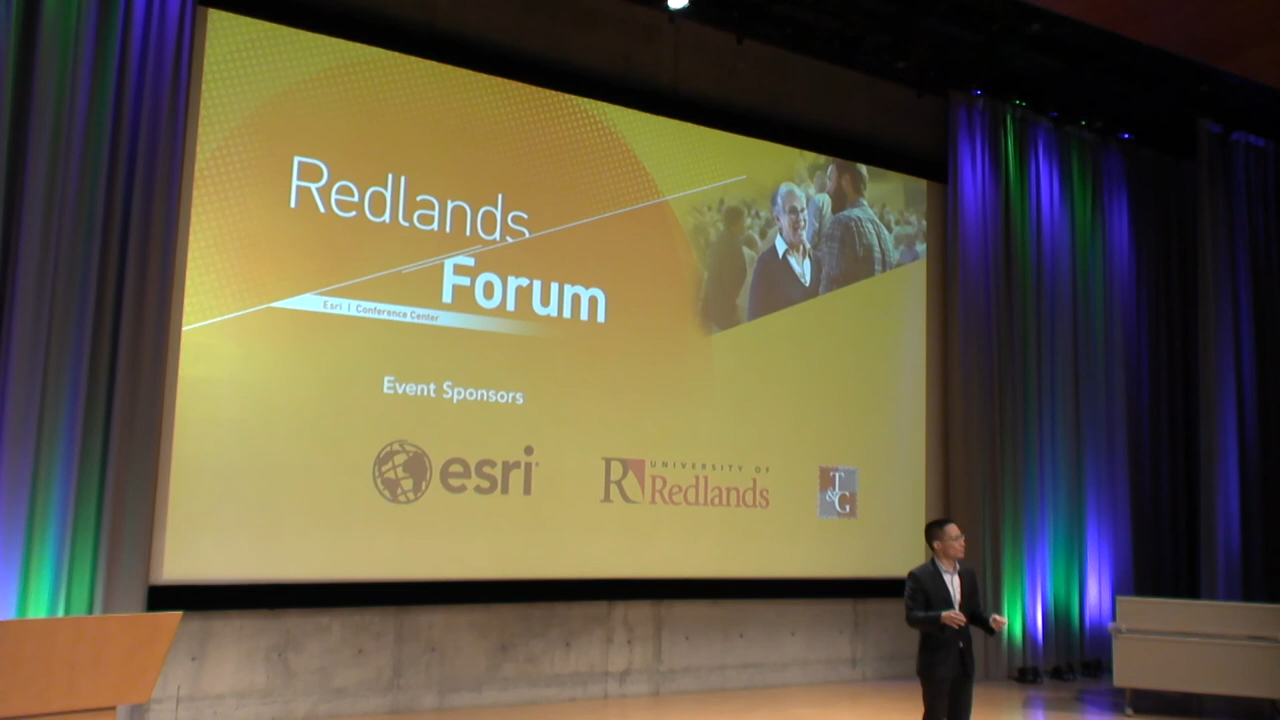 Redlands
Forum
Esri | Conference Center
Event Sponsors
esri
UNIVERSITY OF
R Redlands
T
&G